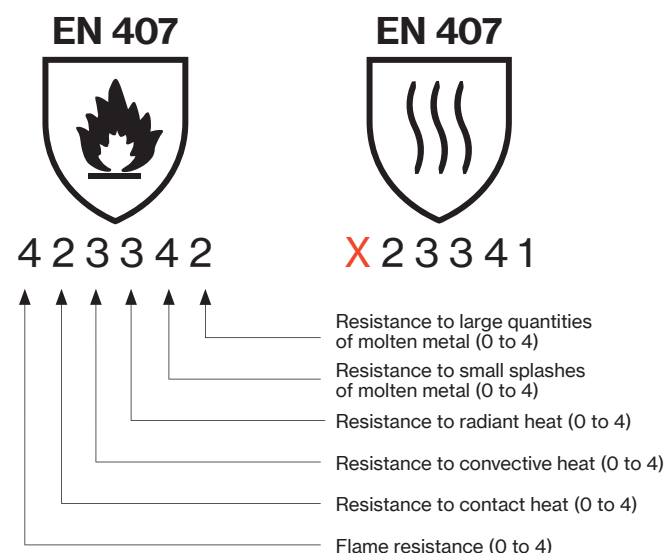 EN 407
EN 407
4 2 3 3 4 2
X 2 3 3 4 1
Resistance to large quantities
of molten metal (0 to 4)
Resistance to small splashes
of molten metal (0 to 4)
Resistance to radiant heat (0 to 4)
Resistance to convective heat (0 to 4)
Resistance to contact heat (0 to 4)
Flame resistance (0 to 4)